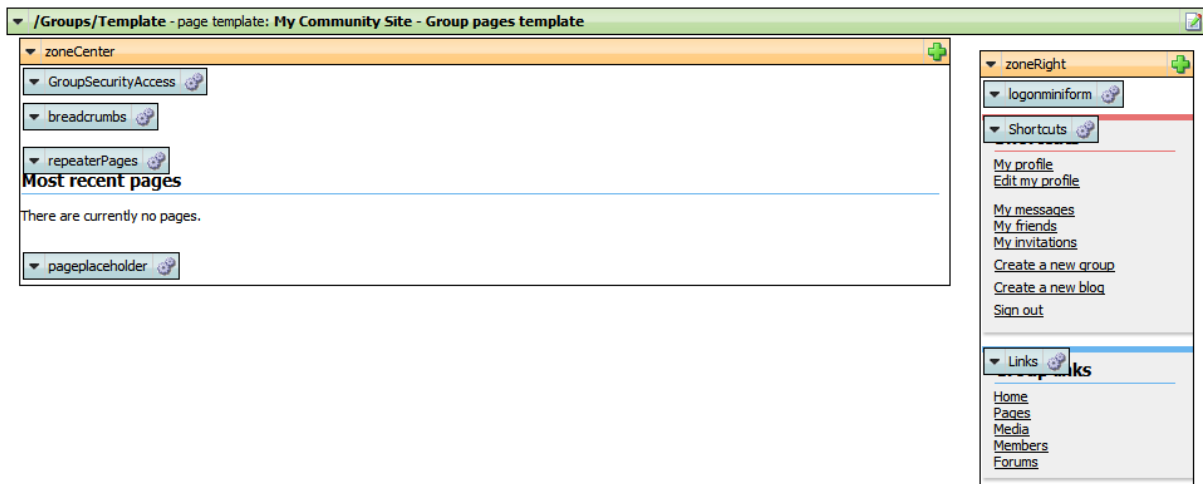 /Groups/Template - page template: My Community Site - Group pages template
zoneCenter
GroupSecurityAccess
breadcrumbs
repeaterPages
Most recent pages
There are currently no pages.
pageplaceholder
zoneRight
logonminiform
Shortcuts
My profile
Edit my profile
My messages
My friends
My invitations
Create a new group
Create a new blog
Sign out
Links
Home
Pages
Media
Members
Forums